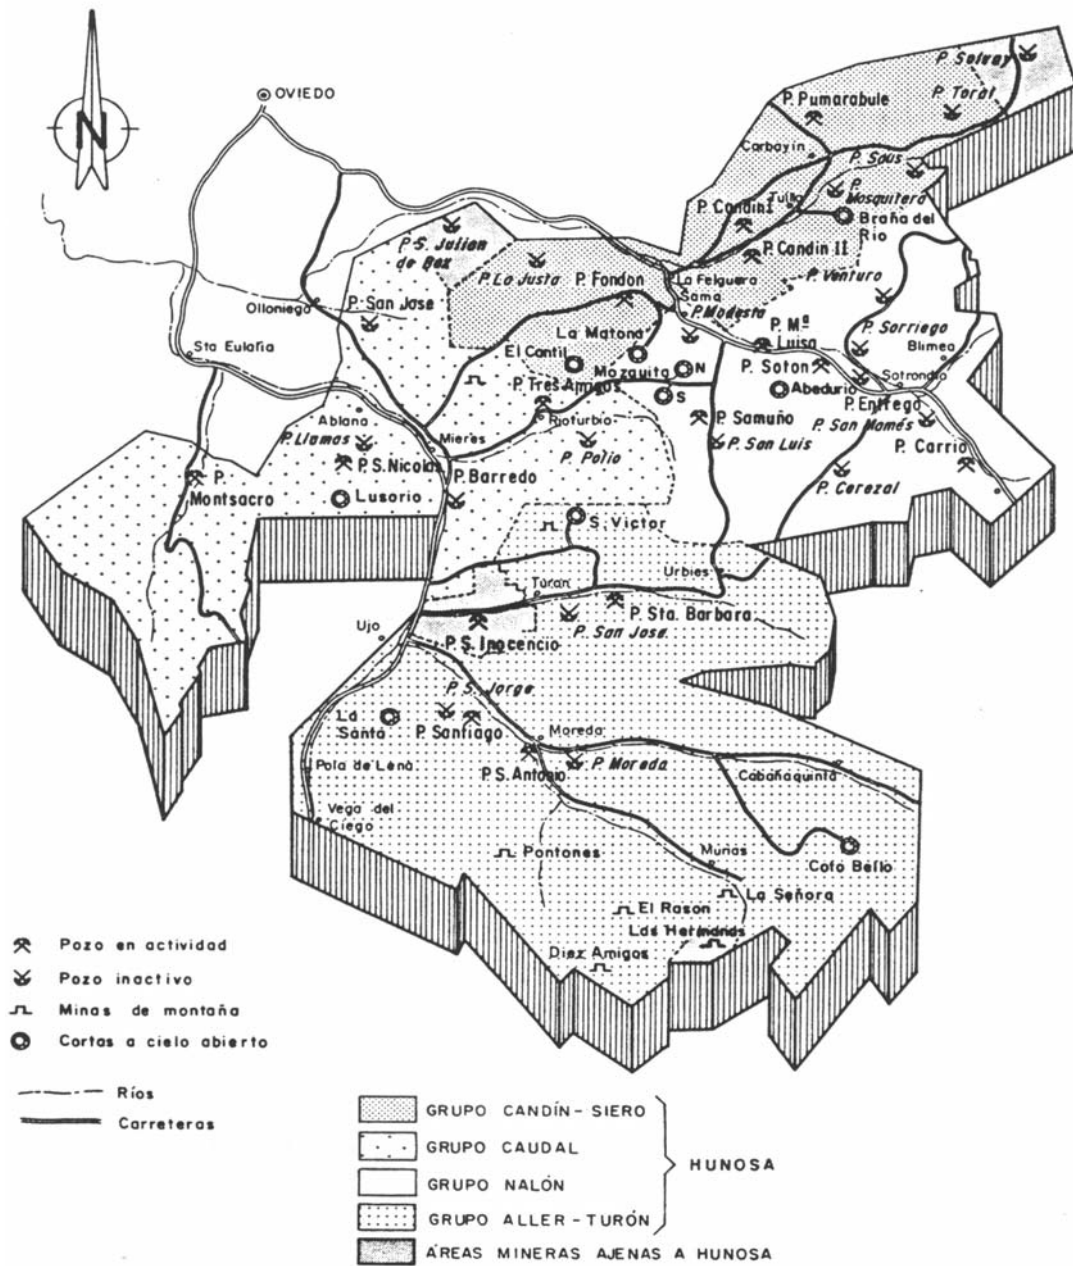 N
OVIEDO
P. Solvay
P. Pumarabule
P. Toral
Carbayin
P. Saus
P. Mosquitera
Tuilla
P. Candin I
Braña del Rio
P. S. Julian de Box
P. Candin II
P. La Justa
P. Fondon
La Felguera
P. Venturo
Olloniego
P. San Jose
Sama
P. Modesta
La Matona
P. Mª Luisa
P. Sorriego
Blimea
Sta Eulalia
El Cantil
Mozquita
N
P. Soton
Sotrondio
P. Tres Amigos
S
Abedurio
P. Entrego
Ablana
Rioturbio
P. Samuño
P. San Mamés
P. Llamas
Mieres
P. Polio
P. San Luis
P. Carrio
P. S. Nicolas
P. Barredo
P. Cerezal
P. Montsacro
Lusorio
S. Victor
Urbies
Turon
P. Sta. Barbara
Ujo
P. S. Inocencio
P. San Jose
P. S. Jorge
La Santa
P. Santiago
Moreda
P. S. Antonio
P. Moreda
Pola de Lena
Cabañaquinta
Vega del Ciego
Pontones
Murias
Coto Bello
La Señora
El Rason
Las Hermanas
Diez Amigos
Pozo en actividad
Pozo inactivo
Minas de montaña
Cortas a cielo abierto
Ríos
Carreteras
GRUPO CANDÍN - SIERO
GRUPO CAUDAL
HUNOSA
GRUPO NALÓN
GRUPO ALLER - TURÓN
ÁREAS MINERAS AJENAS A HUNOSA